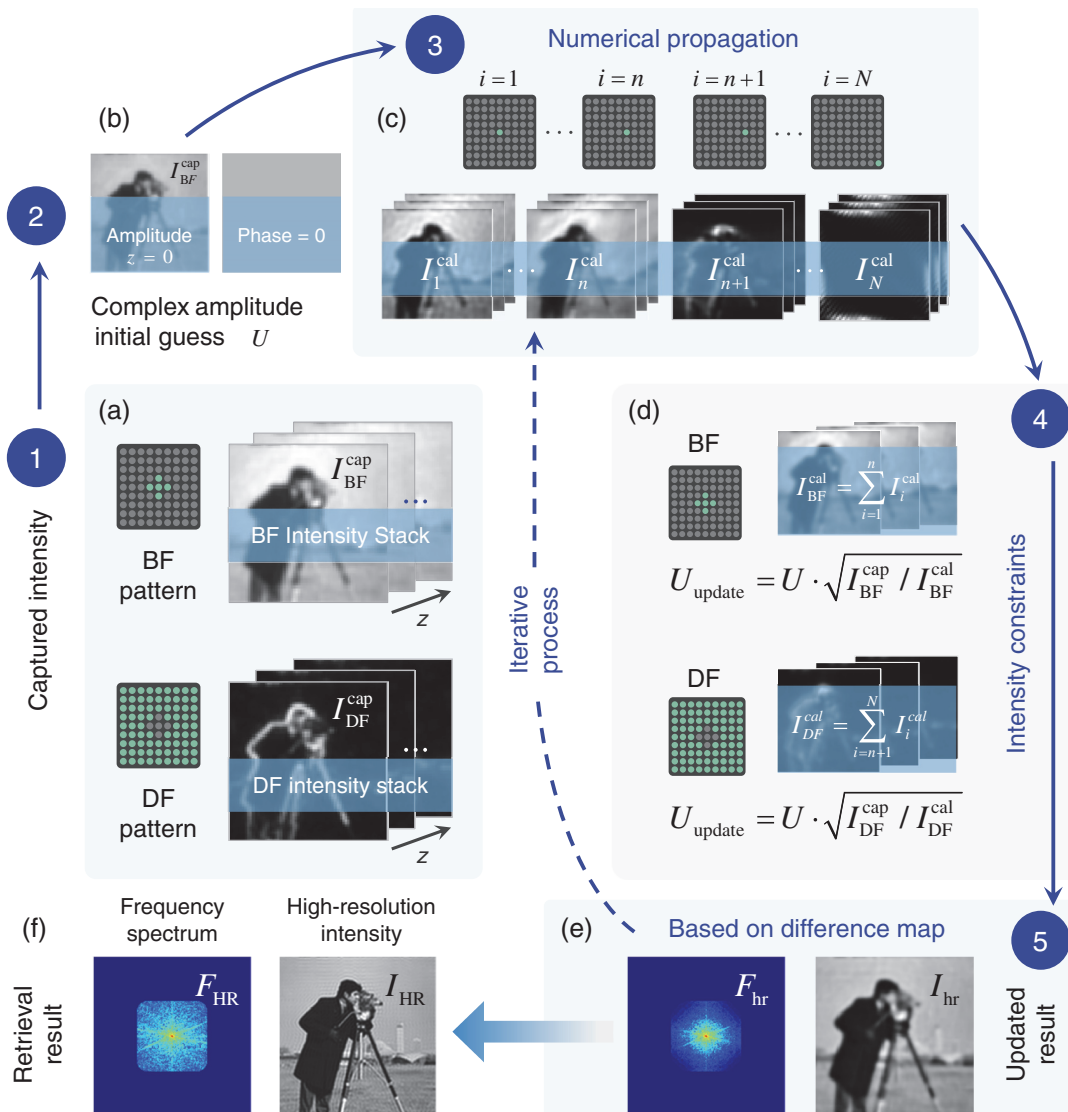 3
Numerical propagation
i = 1
i = n
i = n+1
i = N
(b)
(c)
· · ·
· · ·
I_BF^cap
2
Amplitude
z = 0
Phase = 0
I_1^cal
· · ·
I_n^cal
I_{n+1}^cal
· · ·
I_N^cal
Complex amplitude
initial guess U
(a)
1
Captured intensity
I_BF^cap
· · ·
BF Intensity Stack
BF
pattern
z
I_DF^cap
· · ·
DF intensity stack
DF
pattern
z
Iterative
process
(d)
4
BF
I_BF^cal = ∑_{i=1}^n I_i^cal
U_update = U · √(I_BF^cap / I_BF^cal)
Intensity constraints
DF
I_DF^cal = ∑_{i=n+1}^N I_i^cal
U_update = U · √(I_DF^cap / I_DF^cal)
(f)
Frequency
spectrum
High-resolution
intensity
Retrieval
result
F_HR
I_HR
(e)
Based on difference map
5
F_hr
I_hr
Updated
result